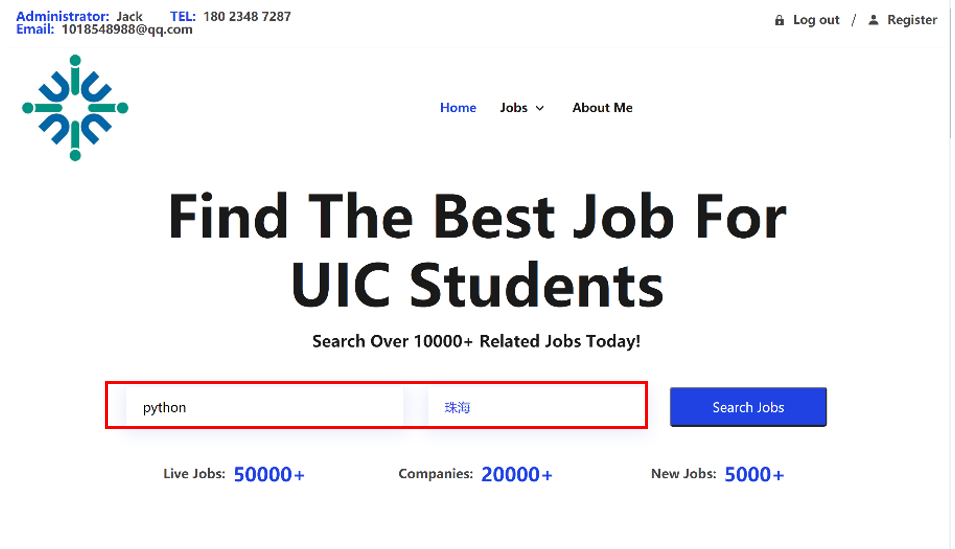 Administrator: Jack TEL: 180 2348 7287
Email: 1018548988@qq.com
Log out / Register
UIC
Home Jobs About Me
Find The Best Job For
UIC Students
Search Over 10000+ Related Jobs Today!
python 珠海 Search Jobs
Live Jobs: 50000+ Companies: 20000+ New Jobs: 5000+